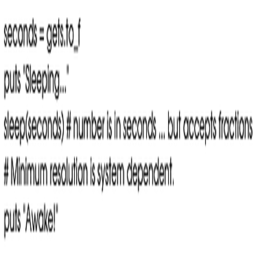 seconds = gets.to_f
puts "Sleeping..."
sleep(seconds) # number is in seconds ... but accepts fractions
# Minimum resolution is system dependent.
puts "Awake!"